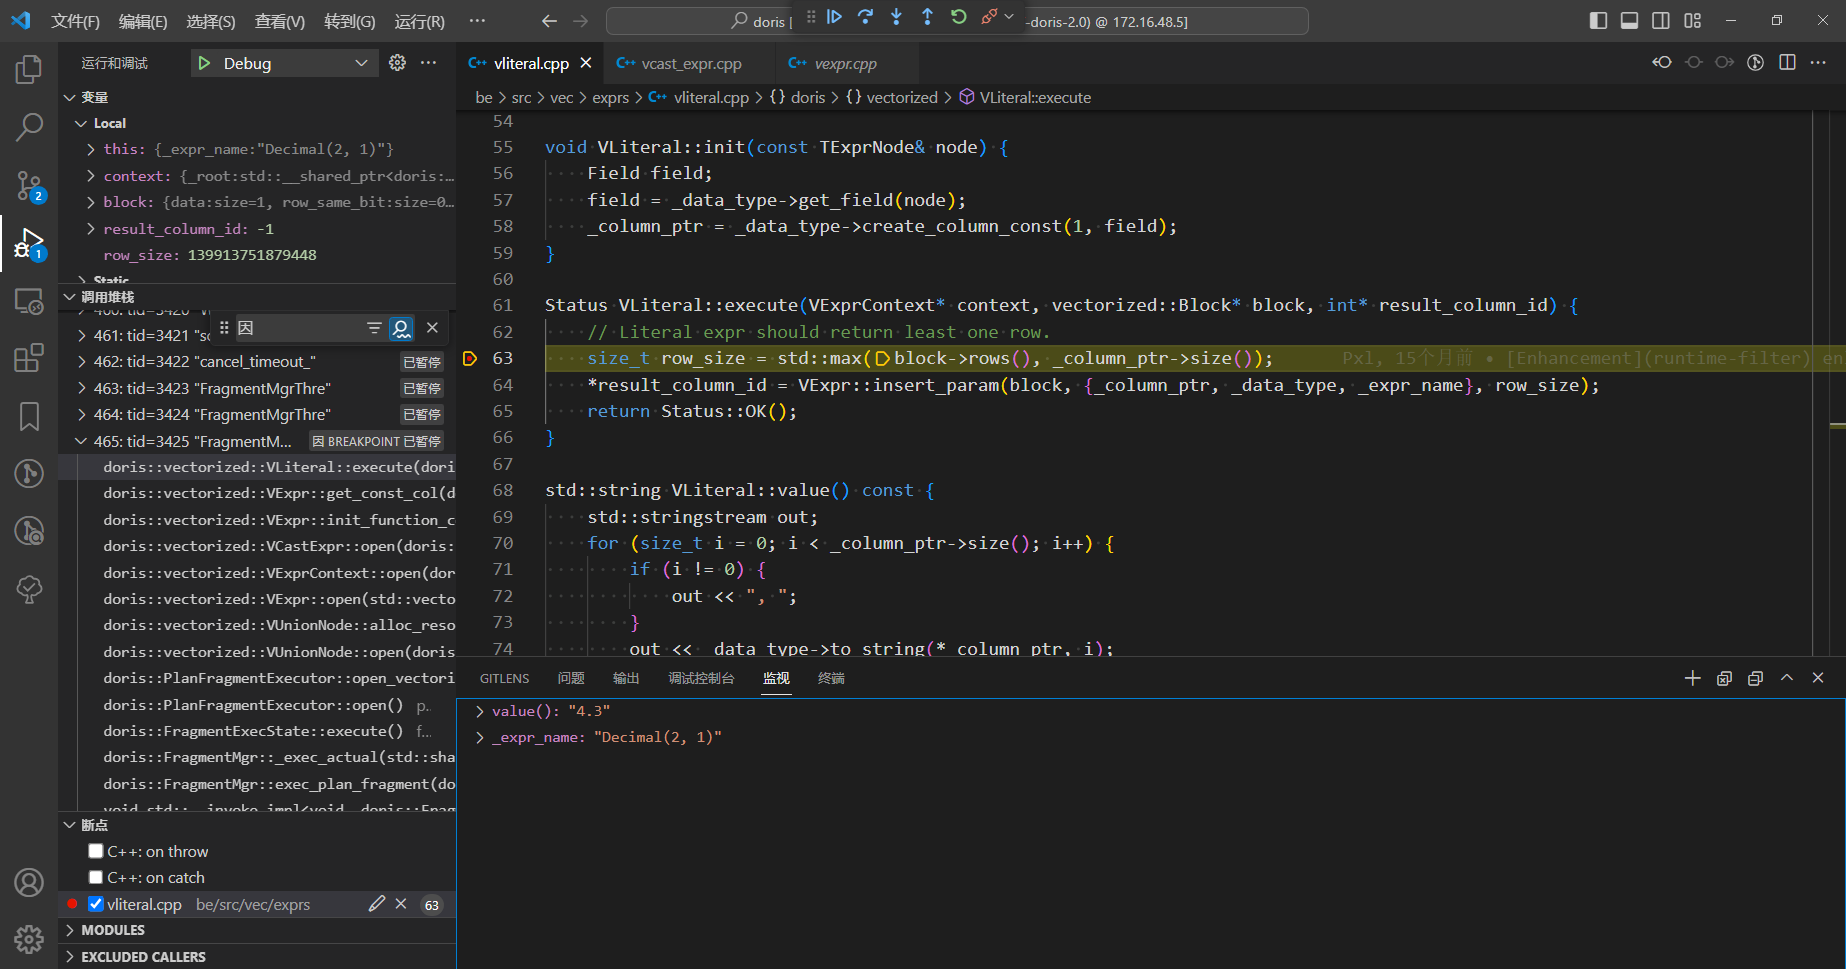 文件(F) 编辑(E) 选择(S) 查看(V) 转到(G) 运行(R) ··· doris [ -doris-2.0) @ 172.16.48.5]
运行和调试 Debug ···
变量
Local
this: {_expr_name:"Decimal(2, 1)"}
context: {_root:std::__shared_ptr<doris:...
block: {data:size=1, row_same_bit:size=0...
result_column_id: -1
row_size: 139913751879448
Static
调用堆栈
460: tid=3420
因
461: tid=3421 "sc
462: tid=3422 "cancel_timeout_" 已暂停
463: tid=3423 "FragmentMgrThre" 已暂停
464: tid=3424 "FragmentMgrThre" 已暂停
465: tid=3425 "FragmentM... 因 BREAKPOINT 已暂停
doris::vectorized::VLiteral::execute(dori
doris::vectorized::VExpr::get_const_col(d
doris::vectorized::VExpr::init_function_c
doris::vectorized::VCastExpr::open(doris:
doris::vectorized::VExprContext::open(dor
doris::vectorized::VExpr::open(std::vecto
doris::vectorized::VUnionNode::alloc_reso
doris::vectorized::VUnionNode::open(doris
doris::PlanFragmentExecutor::open_vectori
doris::PlanFragmentExecutor::open() p..
doris::FragmentExecState::execute() f...
doris::FragmentMgr::_exec_actual(std::sha
doris::FragmentMgr::exec_plan_fragment(do
void std::__invoke_impl<void, doris::Frag
断点
C++: on throw
C++: on catch
vliteral.cpp be/src/vec/exprs 63
MODULES
EXCLUDED CALLERS
2
1
C++ vliteral.cpp C++ vcast_expr.cpp C++ vexpr.cpp
be > src > vec > exprs > C++ vliteral.cpp > {} doris > {} vectorized > VLiteral::execute
54
55 void VLiteral::init(const TExprNode& node) {
56 Field field;
57 field = _data_type->get_field(node);
58 _column_ptr = _data_type->create_column_const(1, field);
59 }
60
61 Status VLiteral::execute(VExprContext* context, vectorized::Block* block, int* result_column_id) {
62 // Literal expr should return least one row.
63 size_t row_size = std::max(block->rows(), _column_ptr->size()); Pxl, 15个月前 • [Enhancement](runtime-filter) en
64 *result_column_id = VExpr::insert_param(block, {_column_ptr, _data_type, _expr_name}, row_size);
65 return Status::OK();
66 }
67
68 std::string VLiteral::value() const {
69 std::stringstream out;
70 for (size_t i = 0; i < _column_ptr->size(); i++) {
71 if (i != 0) {
72 out << ", ";
73 }
74 out << _data_type->to_string(*_column_ptr, i);
GITLENS 问题 输出 调试控制台 监视 终端
value(): "4.3"
_expr_name: "Decimal(2, 1)"